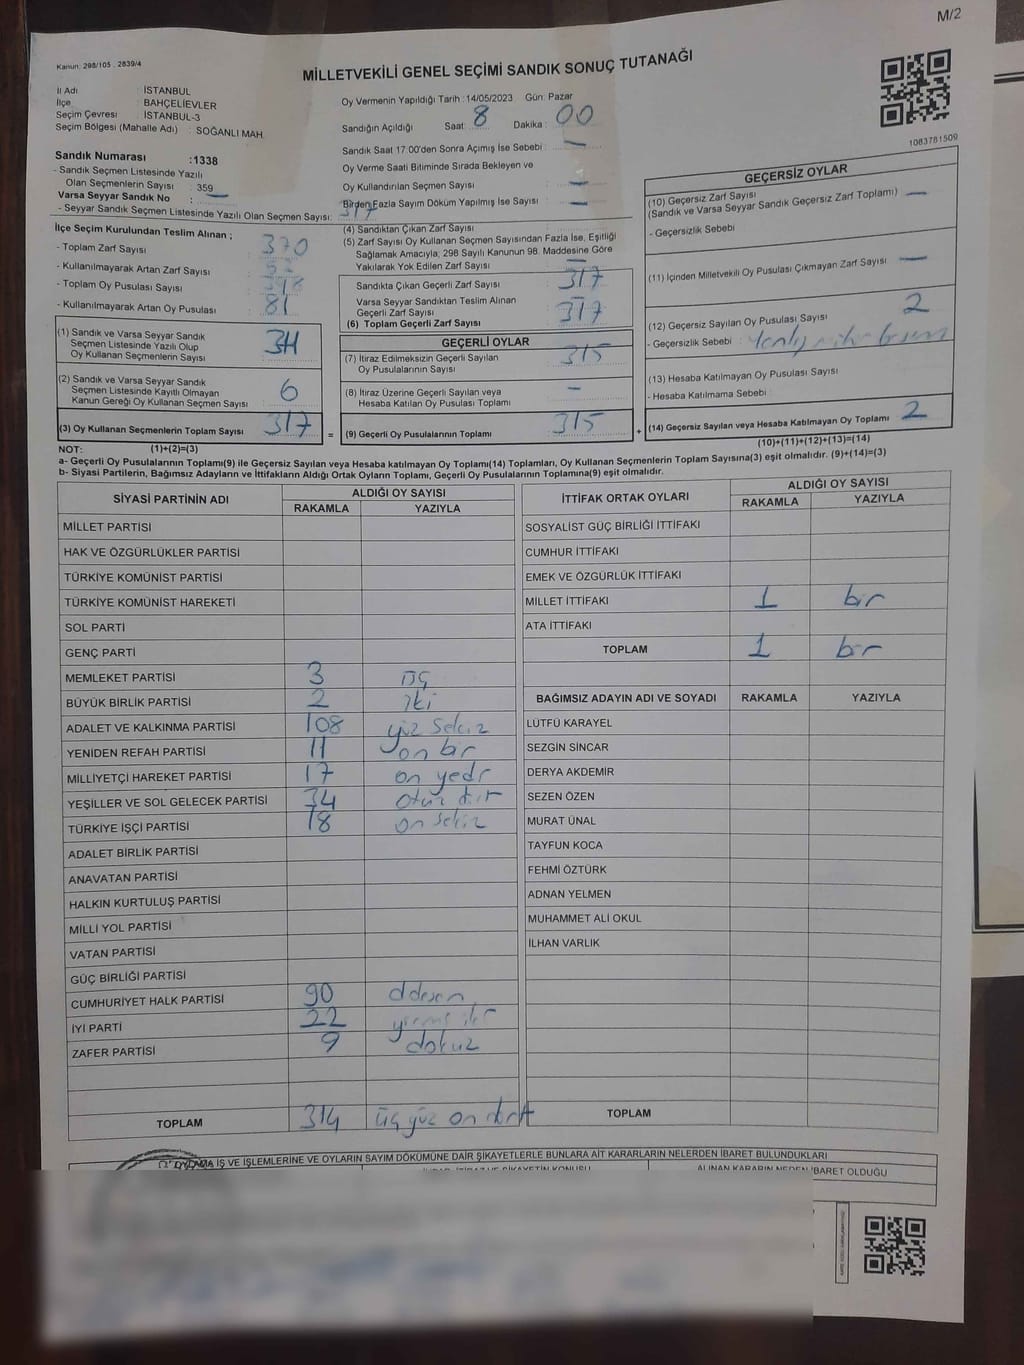 M/2
Kanun: 298/105 . 2839/4
MİLLETVEKİLİ GENEL SEÇİMİ SANDIK SONUÇ TUTANAĞI
İl Adı : İSTANBUL
İlçe : BAHÇELİEVLER
Seçim Çevresi : İSTANBUL-3
Seçim Bölgesi (Mahalle Adı) : SOĞANLI MAH.
Oy Vermenin Yapıldığı Tarih :14/05/2023 Gün: Pazar
Sandığın Açıldığı Saat: 8 Dakika : 00
Sandık Saat 17:00'den Sonra Açımış İse Sebebi : —
Oy Verme Saati Bitiminde Sırada Bekleyen ve
Oy Kullandırılan Seçmen Sayısı : —
Birden Fazla Sayım Döküm Yapılmış İse Sayısı : —
Sandık Numarası :1338
- Sandık Seçmen Listesinde Yazılı
Olan Seçmenlerin Sayısı : 359
Varsa Seyyar Sandık No : —
- Seyyar Sandık Seçmen Listesinde Yazılı Olan Seçmen Sayısı:
1083781509
İlçe Seçim Kurulundan Teslim Alınan ;
- Toplam Zarf Sayısı : 370
- Kullanılmayarak Artan Zarf Sayısı :
- Toplam Oy Pusulası Sayısı :
- Kullanılmayarak Artan Oy Pusulası : 81
(1) Sandık ve Varsa Seyyar Sandık
Seçmen Listesinde Yazılı Olup
Oy Kullanan Seçmenlerin Sayısı
(2) Sandık ve Varsa Seyyar Sandık
Seçmen Listesinde Kayıtlı Olmayan
Kanun Gereği Oy Kullanan Seçmen Sayısı : 6
(3) Oy Kullanan Seçmenlerin Toplam Sayısı : 317
(4) Sandıktan Çıkan Zarf Sayısı : 317
(5) Zarf Sayısı Oy Kullanan Seçmen Sayısından Fazla İse, Eşitliği
Sağlamak Amacıyla, 298 Sayılı Kanunun 98. Maddesine Göre
Yakılarak Yok Edilen Zarf Sayısı : —
Sandıkta Çıkan Geçerli Zarf Sayısı : 317
Varsa Seyyar Sandıktan Teslim Alınan
Geçerli Zarf Sayısı : —
(6) Toplam Geçerli Zarf Sayısı : 317
GEÇERLİ OYLAR
(7) İtiraz Edilmeksizin Geçerli Sayılan
Oy Pusulalarının Sayısı : 315
(8) İtiraz Üzerine Geçerli Sayılan veya
Hesaba Katılan Oy Pusulası Toplamı : —
= (9) Geçerli Oy Pusulalarının Toplamı : 315 +
GEÇERSİZ OYLAR
(10) Geçersiz Zarf Sayısı
(Sandık ve Varsa Seyyar Sandık Geçersiz Zarf Toplamı) : —
- Geçersizlik Sebebi :
(11) İçinden Milletvekili Oy Pusulası Çıkmayan Zarf Sayısı : —
(12) Geçersiz Sayılan Oy Pusulası Sayısı : 2
- Geçersizlik Sebebi :
(13) Hesaba Katılmayan Oy Pusulası Sayısı :
- Hesaba Katılmama Sebebi :
(14) Geçersiz Sayılan veya Hesaba Katılmayan Oy Toplamı : 2
NOT: (1)+(2)=(3)
(10)+(11)+(12)+(13)=(14)
a- Geçerli Oy Pusulasının Toplamı(9) ile Geçersiz Sayılan veya Hesaba katılmayan Oy Toplamı(14) Toplamları, Oy Kullanan Seçmenlerin Toplam Sayısına(3) eşit olmalıdır. (9)+(14)=(3)
b- Siyasi Partilerin, Bağımsız Adayların ve İttifakların Aldığı Ortak Oyların Toplamı, Geçerli Oy Pusulalarının Toplamına(9) eşit olmalıdır.
SİYASİ PARTİNİN ADI ALDIĞI OY SAYISI
RAKAMLA YAZIYLA
MİLLET PARTİSİ
HAK VE ÖZGÜRLÜKLER PARTİSİ
TÜRKİYE KOMÜNİST PARTİSİ
TÜRKİYE KOMÜNİST HAREKETİ
SOL PARTİ
GENÇ PARTİ
MEMLEKET PARTİSİ 3 üç
BÜYÜK BİRLİK PARTİSİ 2 iki
ADALET VE KALKINMA PARTİSİ 108 yüz sekiz
YENİDEN REFAH PARTİSİ 11 on bir
MİLLİYETÇİ HAREKET PARTİSİ 17 on yedi
YEŞİLLER VE SOL GELECEK PARTİSİ 34 otuz dört
TÜRKİYE İŞÇİ PARTİSİ 18 on sekiz
ADALET BİRLİK PARTİSİ
ANAVATAN PARTİSİ
HALKIN KURTULUŞ PARTİSİ
MİLLİ YOL PARTİSİ
VATAN PARTİSİ
GÜÇ BİRLİĞİ PARTİSİ
CUMHURİYET HALK PARTİSİ 90
İYİ PARTİ 22
ZAFER PARTİSİ 9 dokuz
TOPLAM 314 üç yüz on dört
İTTİFAK ORTAK OYLARI ALDIĞI OY SAYISI
RAKAMLA YAZIYLA
SOSYALİST GÜÇ BİRLİĞİ İTTİFAKI
CUMHUR İTTİFAKI
EMEK VE ÖZGÜRLÜK İTTİFAKI
MİLLET İTTİFAKI 1 bir
ATA İTTİFAKI
TOPLAM 1 bir
BAĞIMSIZ ADAYIN ADI VE SOYADI RAKAMLA YAZIYLA
LÜTFÜ KARAYEL
SEZGİN SİNCAR
DERYA AKDEMİR
SEZEN ÖZEN
MURAT ÜNAL
TAYFUN KOCA
FEHMİ ÖZTÜRK
ADNAN YELMEN
MUHAMMET ALİ OKUL
İLHAN VARLIK
TOPLAM
OYLAMA İŞ VE İŞLEMLERİNE VE OYLARIN SAYIM DÖKÜMÜNE DAİR ŞİKAYETLERLE BUNLARA AİT KARARLARIN NELERDEN İBARET BULUNDUKLARI
ALINAN KARARIN NEDEN İBARET OLDUĞU